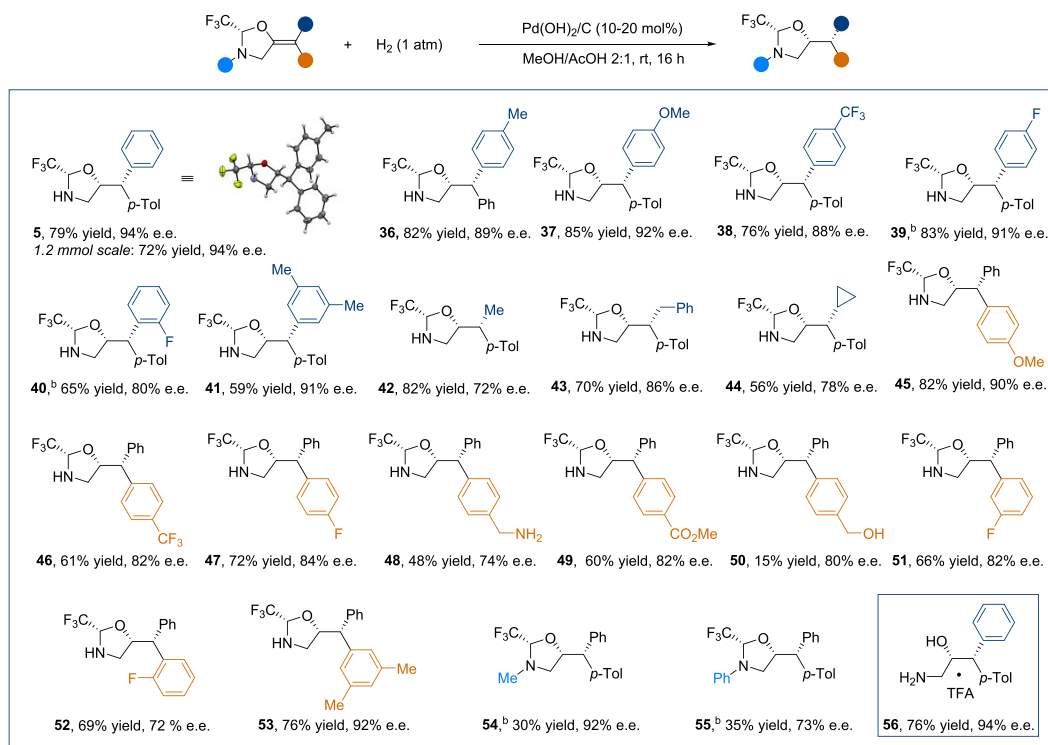 F₃C O N
+ H₂ (1 atm)
Pd(OH)₂/C (10-20 mol%)
MeOH/AcOH 2:1, rt, 16 h
F₃C O N
F₃C O HN p-Tol
≡
5, 79% yield, 94% e.e.
1.2 mmol scale: 72% yield, 94% e.e.
F₃C O HN Me Ph
36, 82% yield, 89% e.e.
F₃C O HN OMe p-Tol
37, 85% yield, 92% e.e.
F₃C O HN CF₃ p-Tol
38, 76% yield, 88% e.e.
F₃C O HN F p-Tol
39,ᵇ 83% yield, 91% e.e.
F₃C O HN F p-Tol
40,ᵇ 65% yield, 80% e.e.
F₃C O HN Me Me p-Tol
41, 59% yield, 91% e.e.
F₃C O HN Me p-Tol
42, 82% yield, 72% e.e.
F₃C O HN Ph p-Tol
43, 70% yield, 86% e.e.
F₃C O HN p-Tol
44, 56% yield, 78% e.e.
F₃C O HN Ph OMe
45, 82% yield, 90% e.e.
F₃C O HN Ph CF₃
46, 61% yield, 82% e.e.
F₃C O HN Ph F
47, 72% yield, 84% e.e.
F₃C O HN Ph NH₂
48, 48% yield, 74% e.e.
F₃C O HN Ph CO₂Me
49, 60% yield, 82% e.e.
F₃C O HN Ph OH
50, 15% yield, 80% e.e.
F₃C O HN Ph F
51, 66% yield, 82% e.e.
F₃C O HN Ph F
52, 69% yield, 72 % e.e.
F₃C O HN Ph Me Me
53, 76% yield, 92% e.e.
F₃C O N Me Ph p-Tol
54,ᵇ 30% yield, 92% e.e.
F₃C O N Ph Ph p-Tol
55,ᵇ 35% yield, 73% e.e.
HO H₂N • p-Tol
TFA
56, 76% yield, 94% e.e.